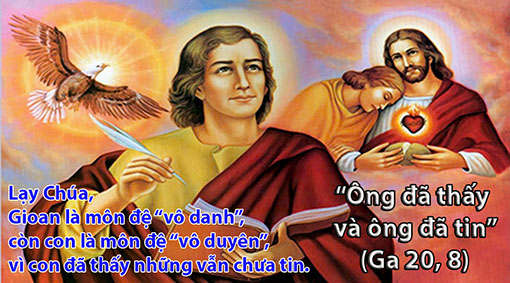 Lạy Chúa,
Gioan là môn đệ “vô danh”,
còn con là môn đệ “vô duyên”,
vì con đã thấy những vẫn chưa tin.
“Ông đã thấy
và ông đã tin”
(Ga 20, 8)